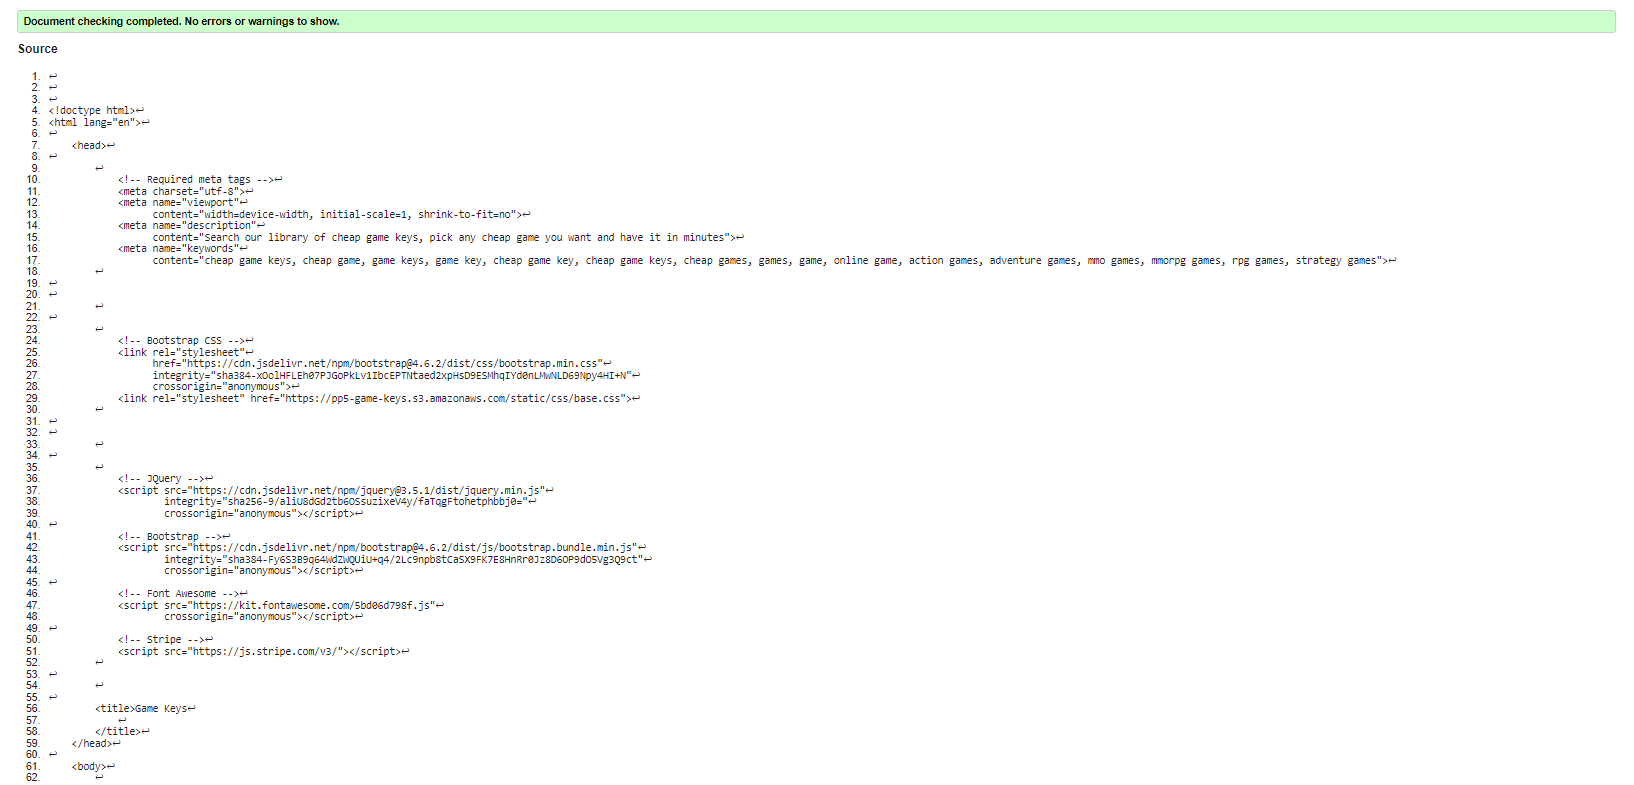 Document checking completed. No errors or warnings to show.
Source
1. ↩
2. ↩
3. ↩
4. <!doctype html>↩
5. <html lang="en">↩
6. ↩
7. <head>↩
8. ↩
9. ↩
10. <!-- Required meta tags -->↩
11. <meta charset="utf-8">↩
12. <meta name="viewport"↩
13. content="width=device-width, initial-scale=1, shrink-to-fit=no">↩
14. <meta name="description"↩
15. content="Search our library of cheap game keys, pick any cheap game you want and have it in minutes">↩
16. <meta name="keywords"↩
17. content="cheap game keys, cheap game, game keys, game key, cheap game key, cheap game keys, cheap games, games, game, online game, action games, adventure games, mmo games, mmorpg games, rpg games, strategy games">↩
18. ↩
19. ↩
20. ↩
21. ↩
22. ↩
23. ↩
24. <!-- Bootstrap CSS -->↩
25. <link rel="stylesheet"↩
26. href="https://cdn.jsdelivr.net/npm/bootstrap@4.6.2/dist/css/bootstrap.min.css"↩
27. integrity="sha384-xOolHFLEh07PJGoPkLv1IbcEPTNtaed2xpHsD9ESMhqIYd0nLMwNLD69Npy4HI+N"↩
28. crossorigin="anonymous">↩
29. <link rel="stylesheet" href="https://pp5-game-keys.s3.amazonaws.com/static/css/base.css">↩
30. ↩
31. ↩
32. ↩
33. ↩
34. ↩
35. ↩
36. <!-- JQuery -->↩
37. <script src="https://cdn.jsdelivr.net/npm/jquery@3.5.1/dist/jquery.min.js"↩
38. integrity="sha256-9/aliU8dGd2tb6OSsuzixeV4y/faTqgFtohetphbbj0="↩
39. crossorigin="anonymous"></script>↩
40. ↩
41. <!-- Bootstrap -->↩
42. <script src="https://cdn.jsdelivr.net/npm/bootstrap@4.6.2/dist/js/bootstrap.bundle.min.js"↩
43. integrity="sha384-Fy6S3B9q64WdZWQUiU+q4/2Lc9npb8tCaSX9FK7E8HnRr0Jz8D6OP9dO5Vg3Q9ct"↩
44. crossorigin="anonymous"></script>↩
45. ↩
46. <!-- Font Awesome -->↩
47. <script src="https://kit.fontawesome.com/5bd06d798f.js"↩
48. crossorigin="anonymous"></script>↩
49. ↩
50. <!-- Stripe -->↩
51. <script src="https://js.stripe.com/v3/"></script>↩
52. ↩
53. ↩
54. ↩
55. ↩
56. <title>Game Keys↩
57. ↩
58. </title>↩
59. </head>↩
60. ↩
61. <body>↩
62. ↩